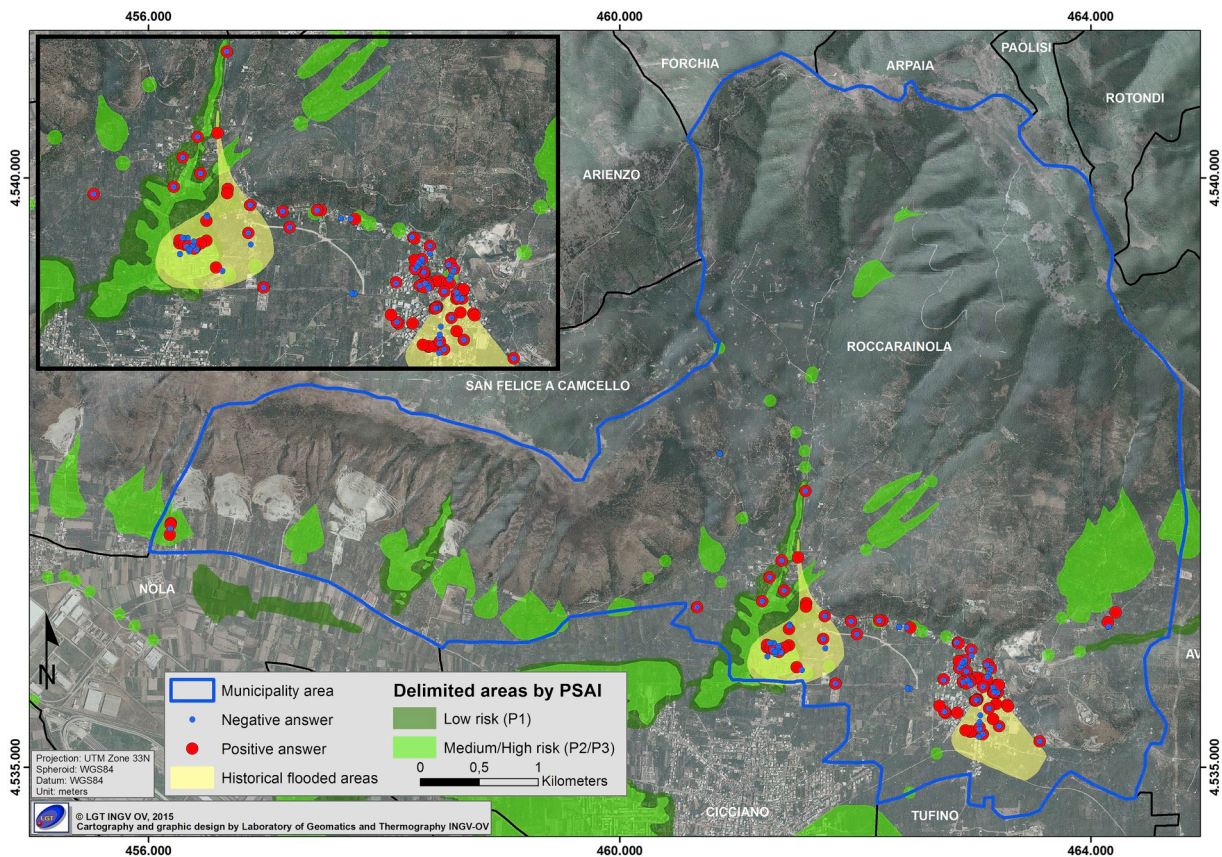 456.000
460.000
464.000
PAOLISI
FORCHIA
ARPAIA
ROTONDI
4.540.000
4.540.000
ARIENZO
ROCCARAINOLA
SAN FELICE A CAMCELLO
NOLA
AV
N
Municipality area
Negative answer
Positive answer
Historical flooded areas
Delimited areas by PSAI
Low risk (P1)
Medium/High risk (P2/P3)
0 0,5 1
Kilometers
Projection: UTM Zone 33N
Spheroid: WGS84
Datum: WGS84
Unit: meters
4.535.000
4.535.000
CICCIANO
TUFINO
LGT
© LGT INGV OV, 2015
Cartography and graphic design by Laboratory of Geomatics and Thermography INGV-OV
456.000
460.000
464.000